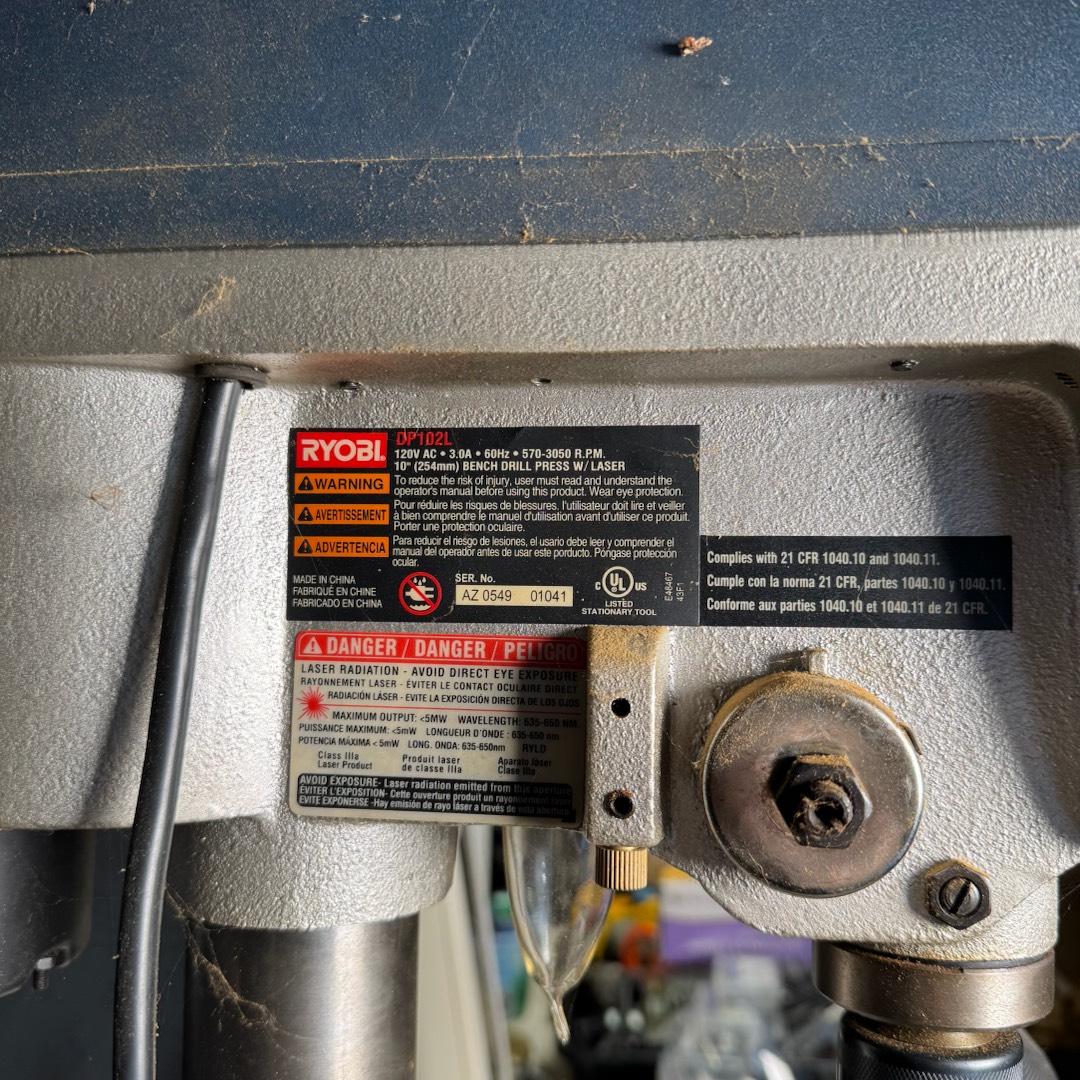 RYOBI
DP102L
120V AC • 3.0A • 60Hz • 570-3050 R.P.M.
10" (254mm) BENCH DRILL PRESS W/ LASER
WARNING
To reduce the risk of injury, user must read and understand the
operator's manual before using this product. Wear eye protection.
AVERTISSEMENT
Pour réduire les risques de blessures. l'utilisateur doit lire et veiller
à bien comprendre le manuel d'utilisation avant d'utiliser ce produit.
Porter une protection oculaire.
ADVERTENCIA
Para reducir el riesgo de lesiones, el usario debe leer y comprender el
manual del operador antes de usar este porducto. Póngase protección
ocular.
MADE IN CHINA
FABRIQUÉ EN CHINE
FABRICADO EN CHINA
SER. No.
AZ 0549 01041
C UL US
LISTED
STATIONARY TOOL
E46467
43F1
Complies with 21 CFR 1040.10 and 1040.11.
Cumple con la norma 21 CFR, partes 1040.10 y 1040.11.
Conforme aux parties 1040.10 et 1040.11 de 21 CFR.
DANGER / DANGER / PELIGRO
LASER RADIATION - AVOID DIRECT EYE EXPOSURE
RAYONNEMENT LASER - ÉVITER LE CONTACT OCULAIRE DIRECT
RADIACIÓN LÁSER - EVITE LA EXPOSICIÓN DIRECTA DE LOS OJOS
MAXIMUM OUTPUT: <5MW WAVELENGTH: 635-650 NM
PUISSANCE MAXIMUM: <5mW LONGUEUR D'ONDE : 635-650 nm
POTENCIA MÁXIMA < 5mW LONG. ONDA: 635-650nm RYLD
Class IIIa Produit laser Aparato láser
Laser Product de classe IIIa Clase IIIa
AVOID EXPOSURE- Laser radiation emitted from this aperture
ÉVITER L'EXPOSITION- Cette ouverture produit un rayonnement laser
EVITE EXPONERSE -Hay emisión de rayo láser a través de esta abertura